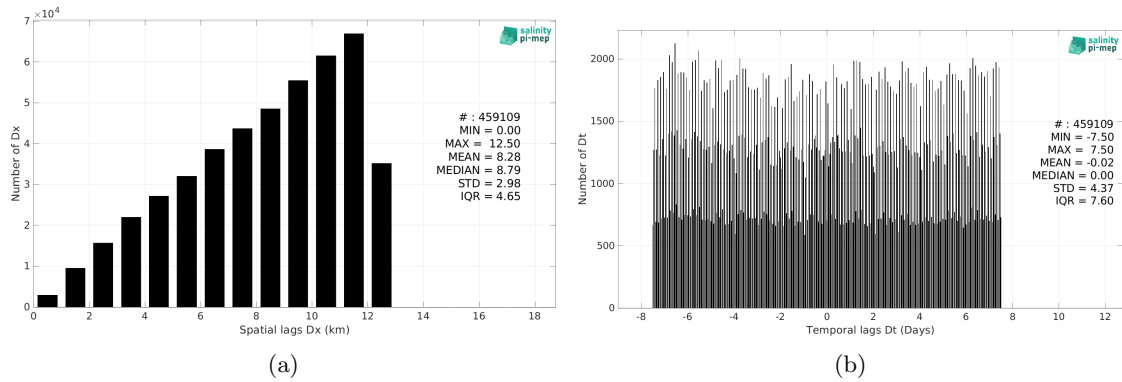 7 ×10⁴
6
5
4
3
2
1
0
Number of Dx
salinity
pi-mep
# : 459109
MIN = 0.00
MAX = 12.50
MEAN = 8.28
MEDIAN = 8.79
STD = 2.98
IQR = 4.65
0 2 4 6 8 10 12 14 16 18
Spatial lags Dx (km)
(a)
2000
1500
1000
500
0
Number of Dt
salinity
pi-mep
# : 459109
MIN = -7.50
MAX = 7.50
MEAN = -0.02
MEDIAN = 0.00
STD = 4.37
IQR = 7.60
-8 -6 -4 -2 0 2 4 6 8 10 12
Temporal lags Dt (Days)
(b)